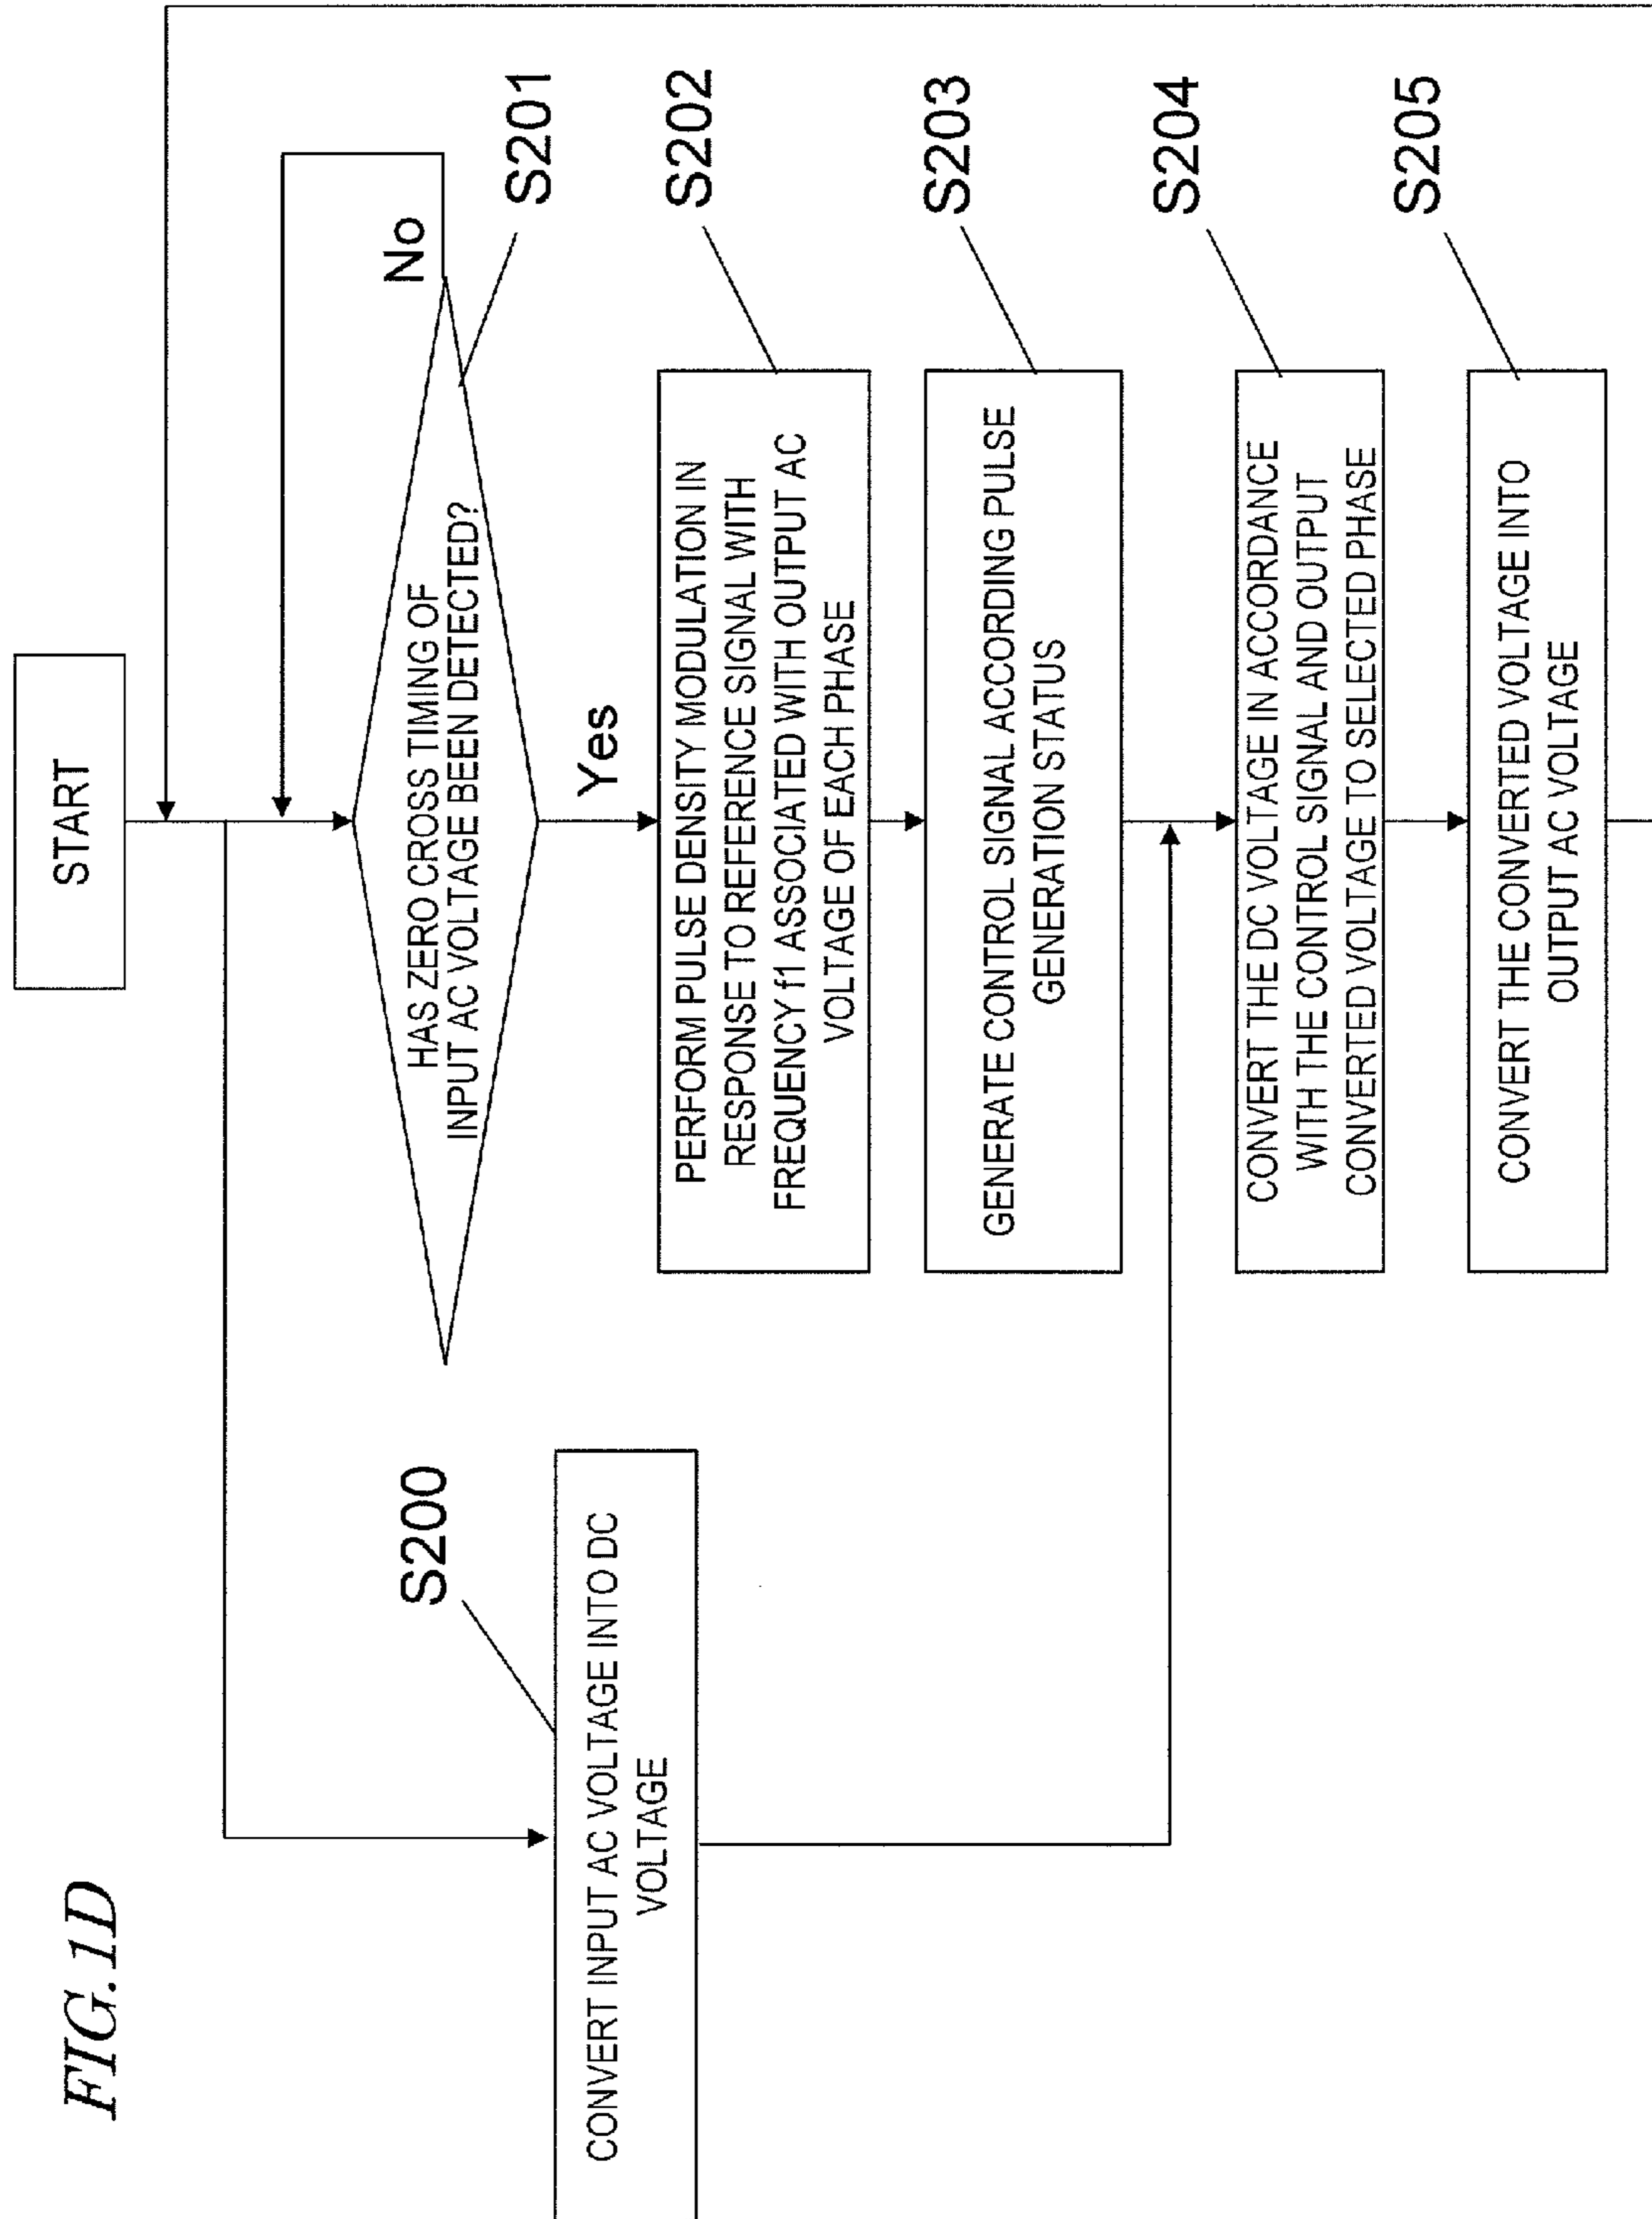 FIG.1D
START
S200
CONVERT INPUT AC VOLTAGE INTO DC
VOLTAGE
HAS ZERO CROSS TIMING OF
INPUT AC VOLTAGE BEEN DETECTED?
No
S201
Yes
PERFORM PULSE DENSITY MODULATION IN
RESPONSE TO REFERENCE SIGNAL WITH
FREQUENCY f1 ASSOCIATED WITH OUTPUT AC
VOLTAGE OF EACH PHASE
S202
GENERATE CONTROL SIGNAL ACCORDING PULSE
GENERATION STATUS
S203
CONVERT THE DC VOLTAGE IN ACCORDANCE
WITH THE CONTROL SIGNAL AND OUTPUT
CONVERTED VOLTAGE TO SELECTED PHASE
S204
CONVERT THE CONVERTED VOLTAGE INTO
OUTPUT AC VOLTAGE
S205